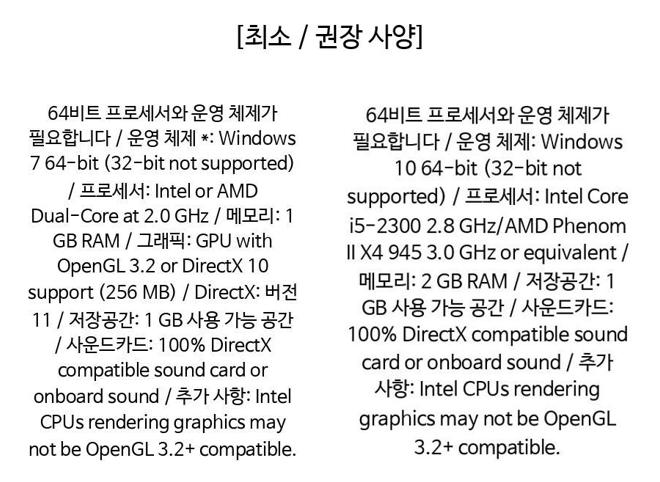 [최소 / 권장 사양]
64비트 프로세서와 운영 체제가
필요합니다 / 운영 체제 *: Windows
7 64-bit (32-bit not supported)
/ 프로세서: Intel or AMD
Dual-Core at 2.0 GHz / 메모리: 1
GB RAM / 그래픽: GPU with
OpenGL 3.2 or DirectX 10
support (256 MB) / DirectX: 버전
11 / 저장공간: 1 GB 사용 가능 공간
/ 사운드카드: 100% DirectX
compatible sound card or
onboard sound / 추가 사항: Intel
CPUs rendering graphics may
not be OpenGL 3.2+ compatible.
64비트 프로세서와 운영 체제가
필요합니다 / 운영 체제: Windows
10 64-bit (32-bit not
supported) / 프로세서: Intel Core
i5-2300 2.8 GHz/AMD Phenom
II X4 945 3.0 GHz or equivalent /
메모리: 2 GB RAM / 저장공간: 1
GB 사용 가능 공간 / 사운드카드:
100% DirectX compatible sound
card or onboard sound / 추가
사항: Intel CPUs rendering
graphics may not be OpenGL
3.2+ compatible.